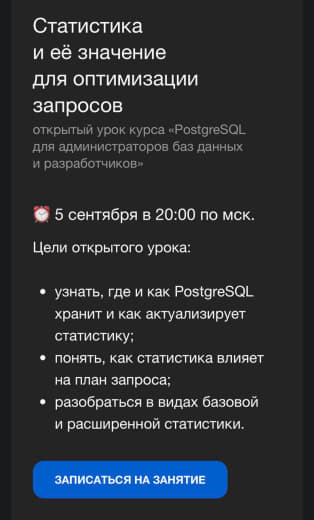 Статистика
и её значение
для оптимизации
запросов
открытый урок курса «PostgreSQL
для администраторов баз данных
и разработчиков»
⏰ 5 сентября в 20:00 по мск.
Цели открытого урока:
• узнать, где и как PostgreSQL
хранит и как актуализирует
статистику;
• понять, как статистика влияет
на план запроса;
• разобраться в видах базовой
и расширенной статистики.
ЗАПИСАТЬСЯ НА ЗАНЯТИЕ